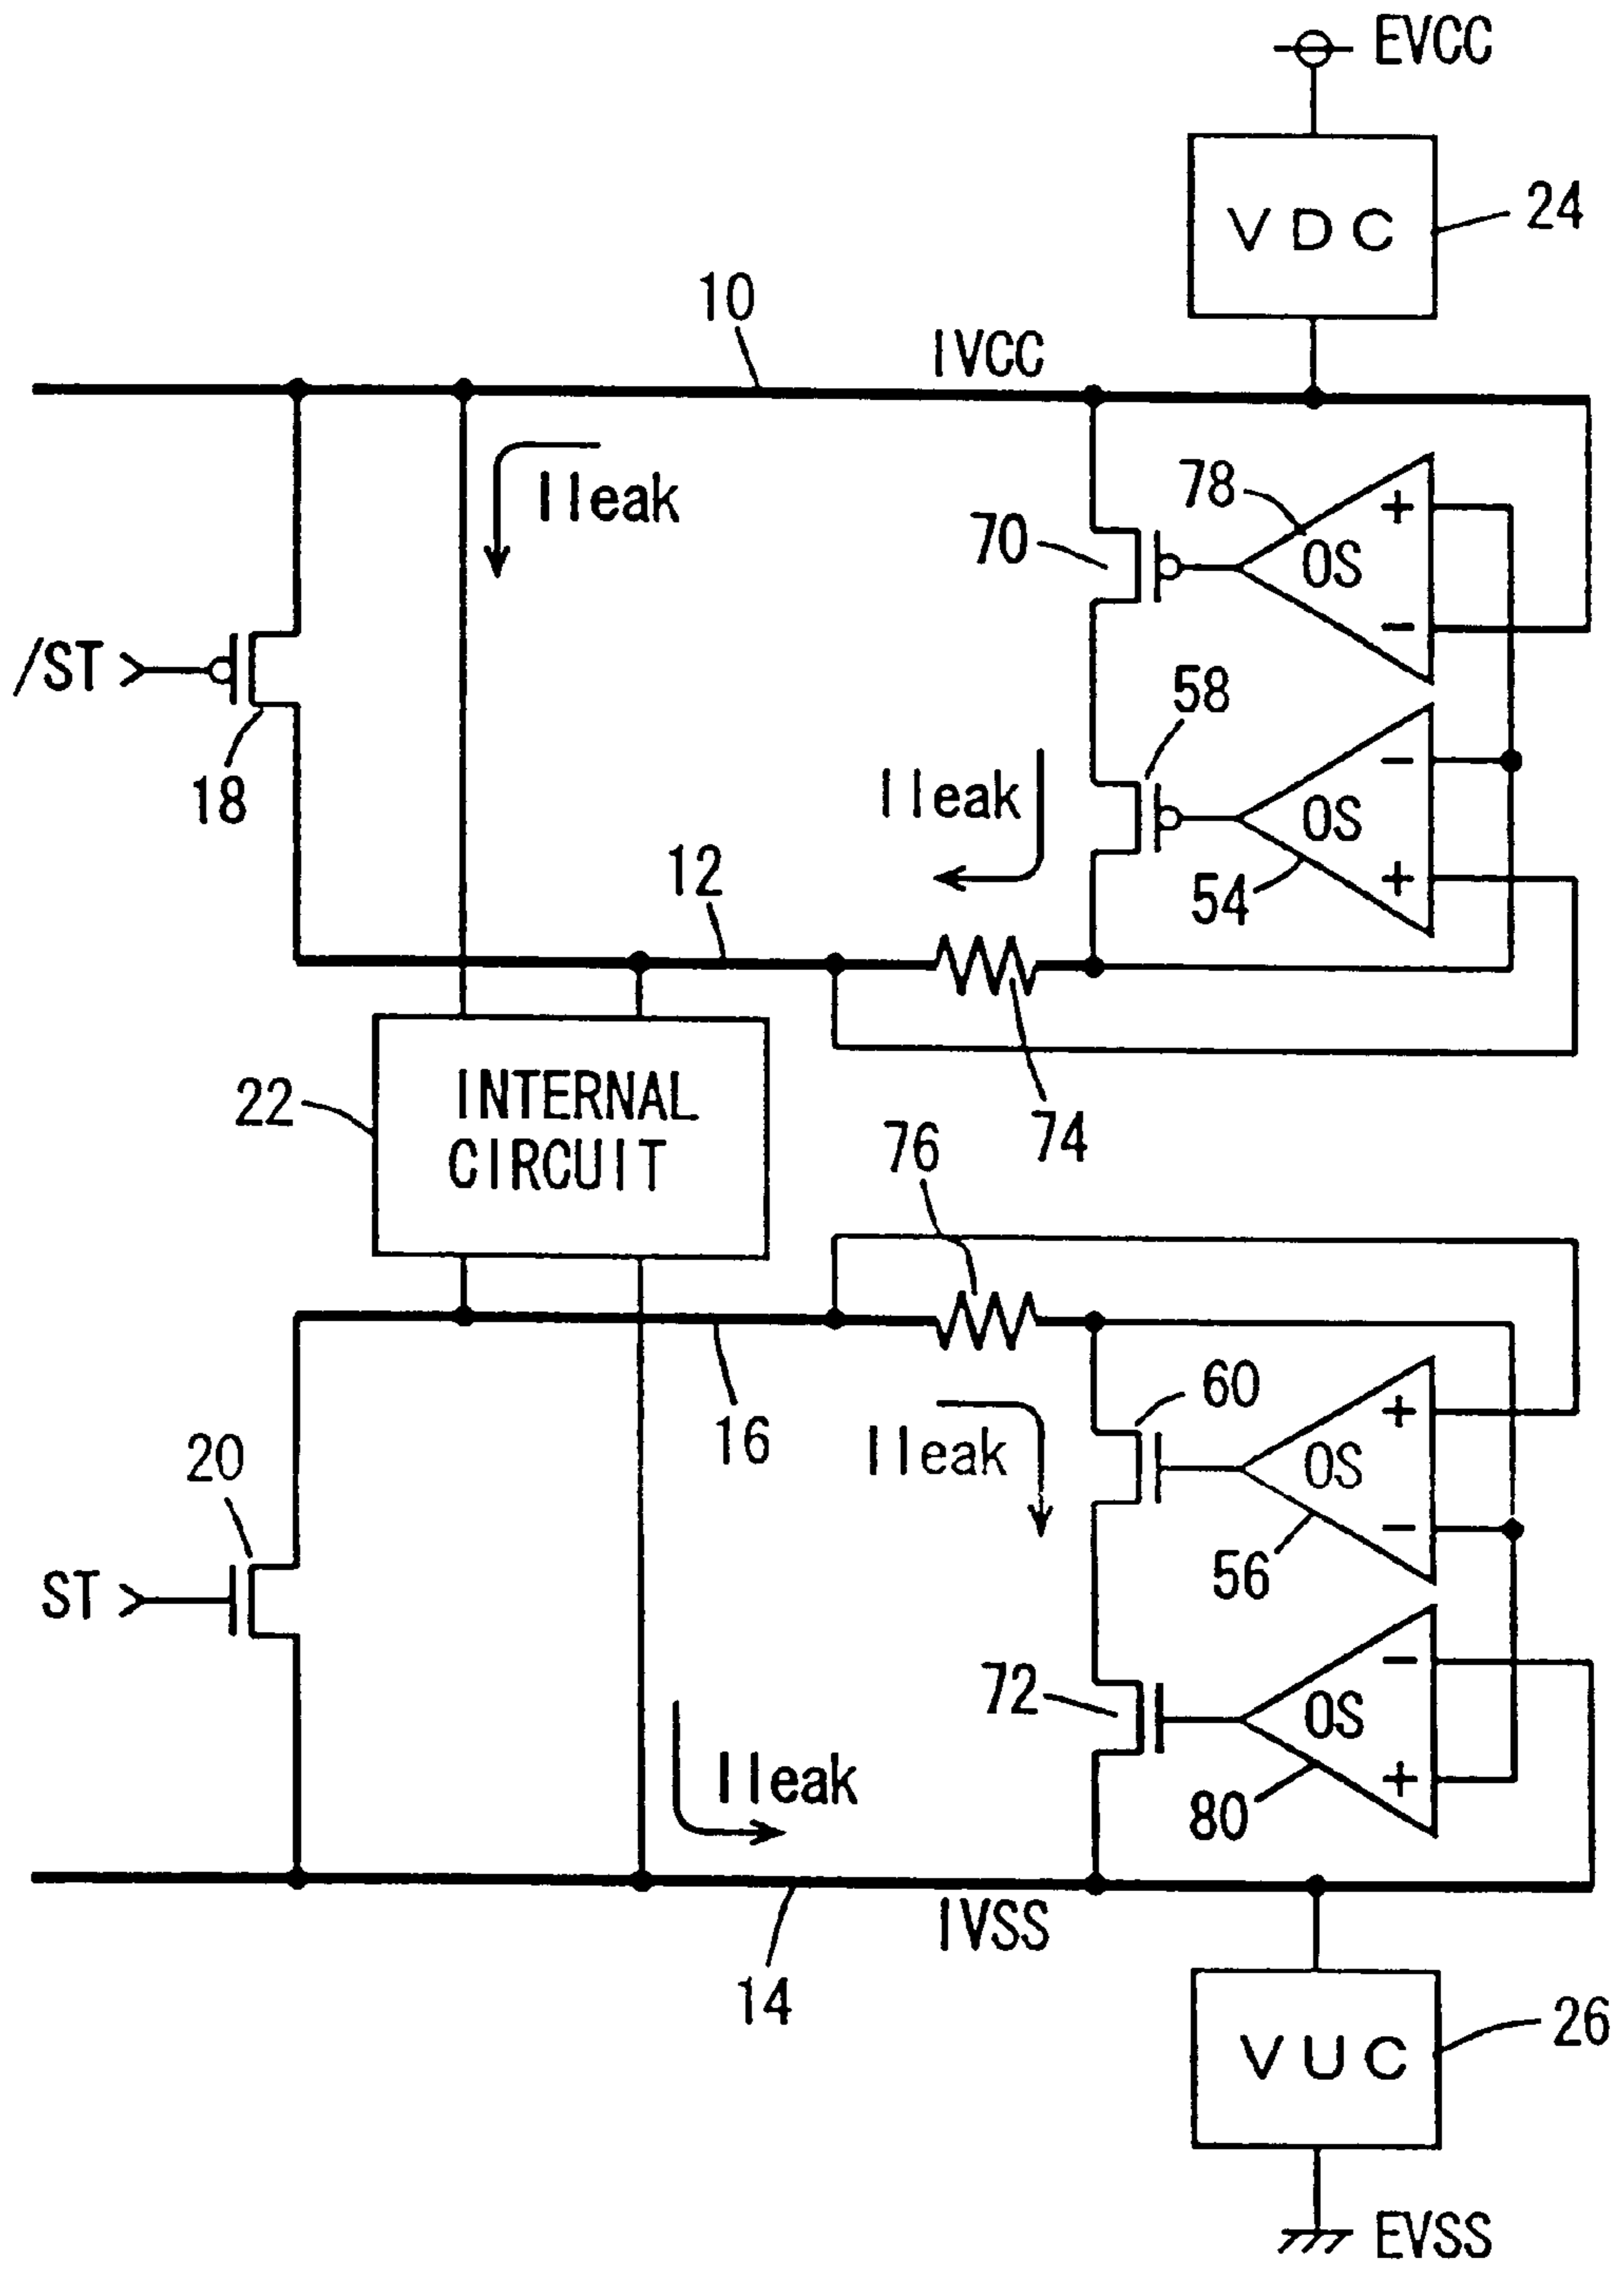 EVCC
VDC
24
10
IVCC
Ileak
78
+
OS
-
70
/ST
18
58
-
OS
+
54
Ileak
12
22
INTERNAL
CIRCUIT
74
76
60
+
OS
-
56
16
Ileak
20
ST
72
-
OS
+
80
Ileak
14
IVSS
VUC
26
EVSS